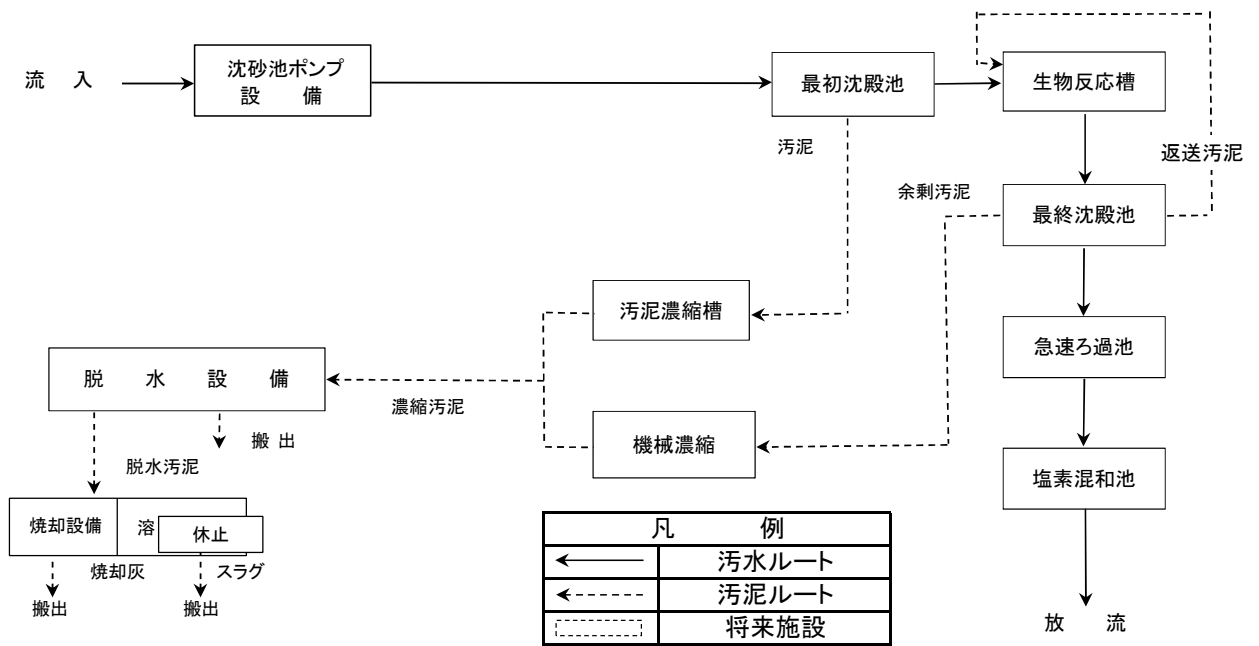 流　入
沈砂池ポンプ
設　備
最初沈殿池
生物反応槽
汚泥
返送汚泥
余剰汚泥
最終沈殿池
汚泥濃縮槽
急速ろ過池
脱　水　設　備
濃縮汚泥
搬 出
機械濃縮
脱水汚泥
塩素混和池
焼却設備
溶
休止
焼却灰
スラグ
搬出
搬出
凡　例
汚水ルート
汚泥ルート
将来施設
放　流